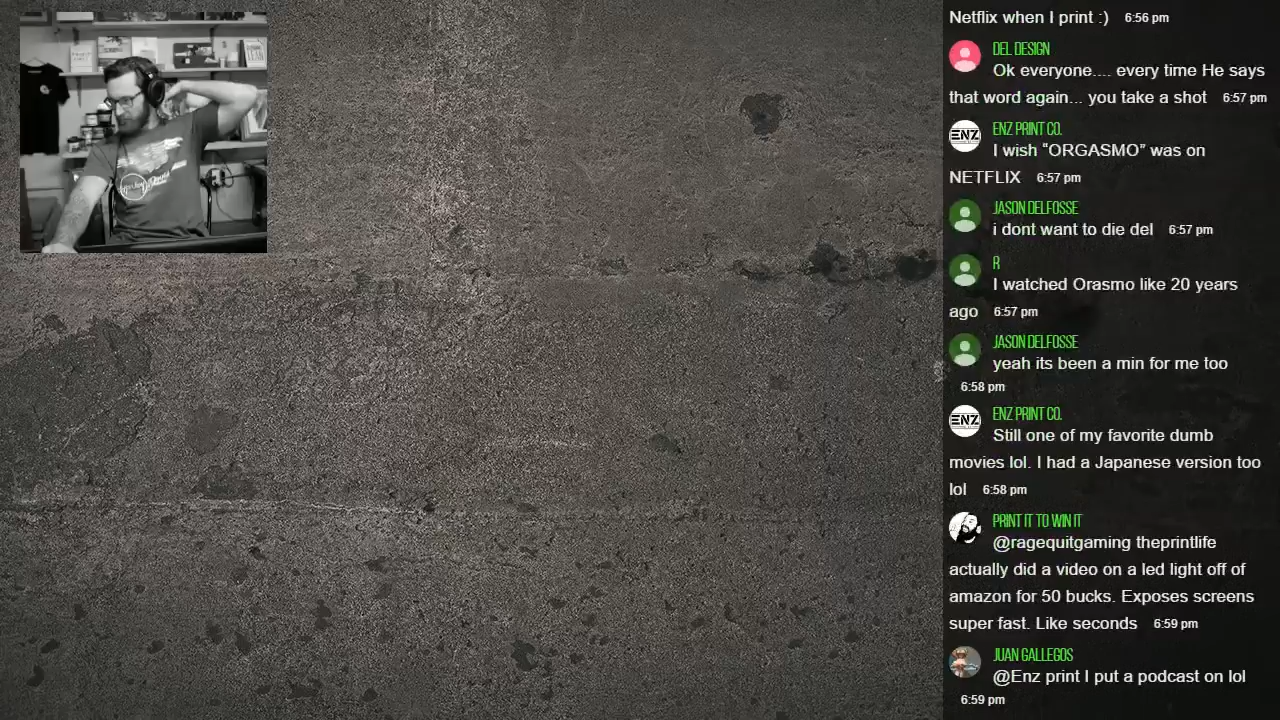 Netflix when I print :) 6:56 pm
DEL DESIGN
Ok everyone.... every time He says
that word again... you take a shot 6:57 pm
ENZ
ENZ PRINT CO.
I wish “ORGASMO” was on
NETFLIX 6:57 pm
JASON DELFOSSE
i dont want to die del 6:57 pm
R
I watched Orasmo like 20 years
ago 6:57 pm
JASON DELFOSSE
yeah its been a min for me too
6:58 pm
ENZ
ENZ PRINT CO.
Still one of my favorite dumb
movies lol. I had a Japanese version too
lol 6:58 pm
PRINT IT TO WIN IT
@ragequitgaming theprintlife
actually did a video on a led light off of
amazon for 50 bucks. Exposes screens
super fast. Like seconds 6:59 pm
JUAN GALLEGOS
@Enz print I put a podcast on lol
6:59 pm